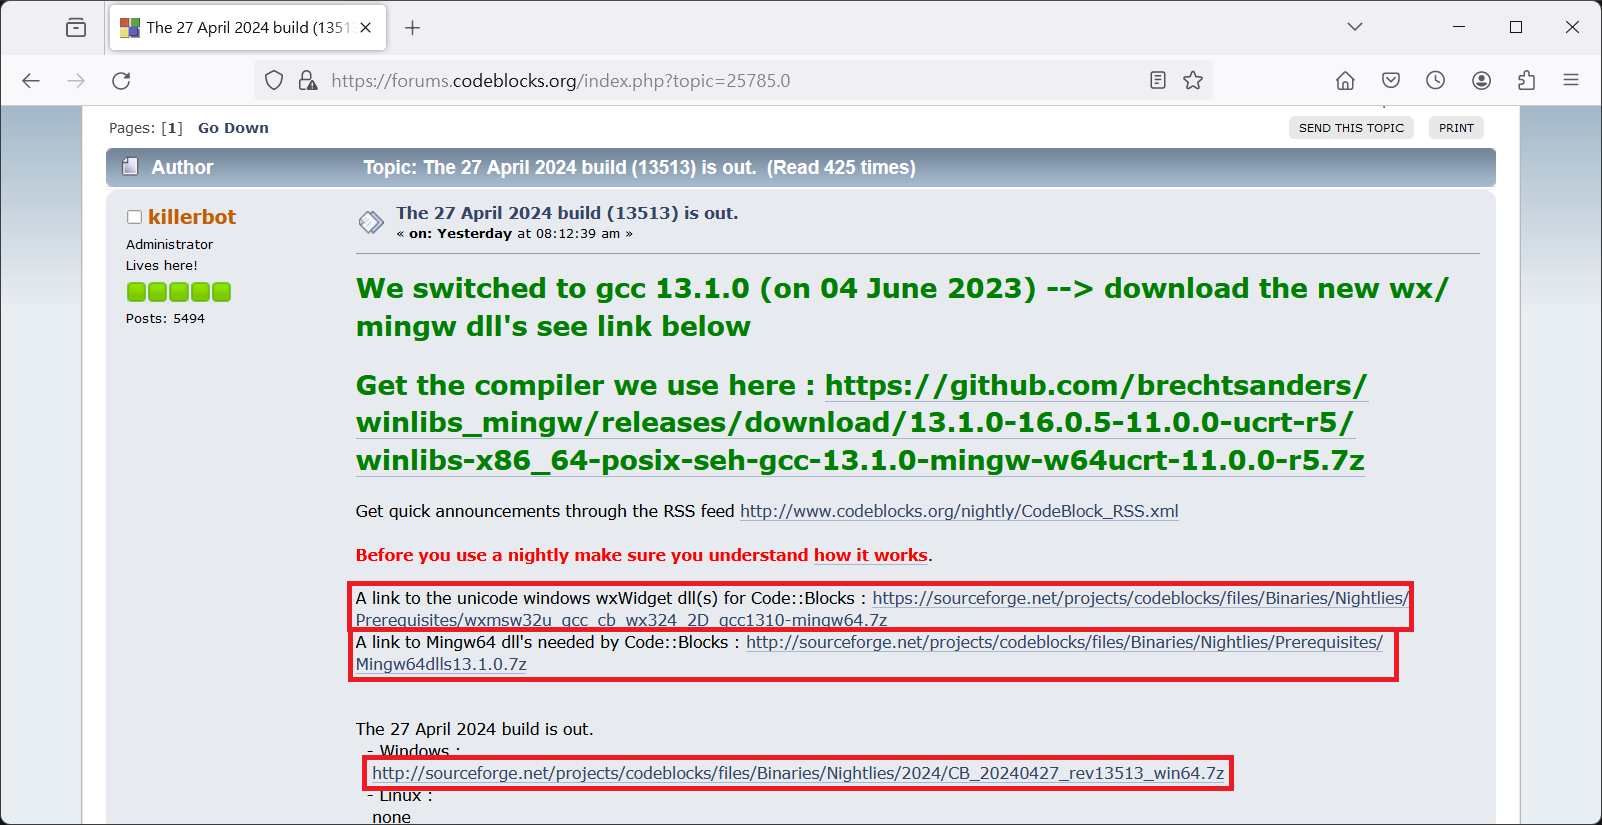 The 27 April 2024 build (1351
https://forums.codeblocks.org/index.php?topic=25785.0
Pages: [1] Go Down
SEND THIS TOPIC PRINT
Author Topic: The 27 April 2024 build (13513) is out. (Read 425 times)
killerbot
Administrator
Lives here!
Posts: 5494
The 27 April 2024 build (13513) is out.
« on: Yesterday at 08:12:39 am »
We switched to gcc 13.1.0 (on 04 June 2023) --> download the new wx/
mingw dll's see link below
Get the compiler we use here : https://github.com/brechtsanders/
winlibs_mingw/releases/download/13.1.0-16.0.5-11.0.0-ucrt-r5/
winlibs-x86_64-posix-seh-gcc-13.1.0-mingw-w64ucrt-11.0.0-r5.7z
Get quick announcements through the RSS feed http://www.codeblocks.org/nightly/CodeBlock_RSS.xml
Before you use a nightly make sure you understand how it works.
A link to the unicode windows wxWidget dll(s) for Code::Blocks : https://sourceforge.net/projects/codeblocks/files/Binaries/Nightlies/
Prerequisites/wxmsw32u_gcc_cb_wx324_2D_gcc1310-mingw64.7z
A link to Mingw64 dll's needed by Code::Blocks : http://sourceforge.net/projects/codeblocks/files/Binaries/Nightlies/Prerequisites/
Mingw64dlls13.1.0.7z
The 27 April 2024 build is out.
- Windows :
http://sourceforge.net/projects/codeblocks/files/Binaries/Nightlies/2024/CB_20240427_rev13513_win64.7z
- Linux :
none